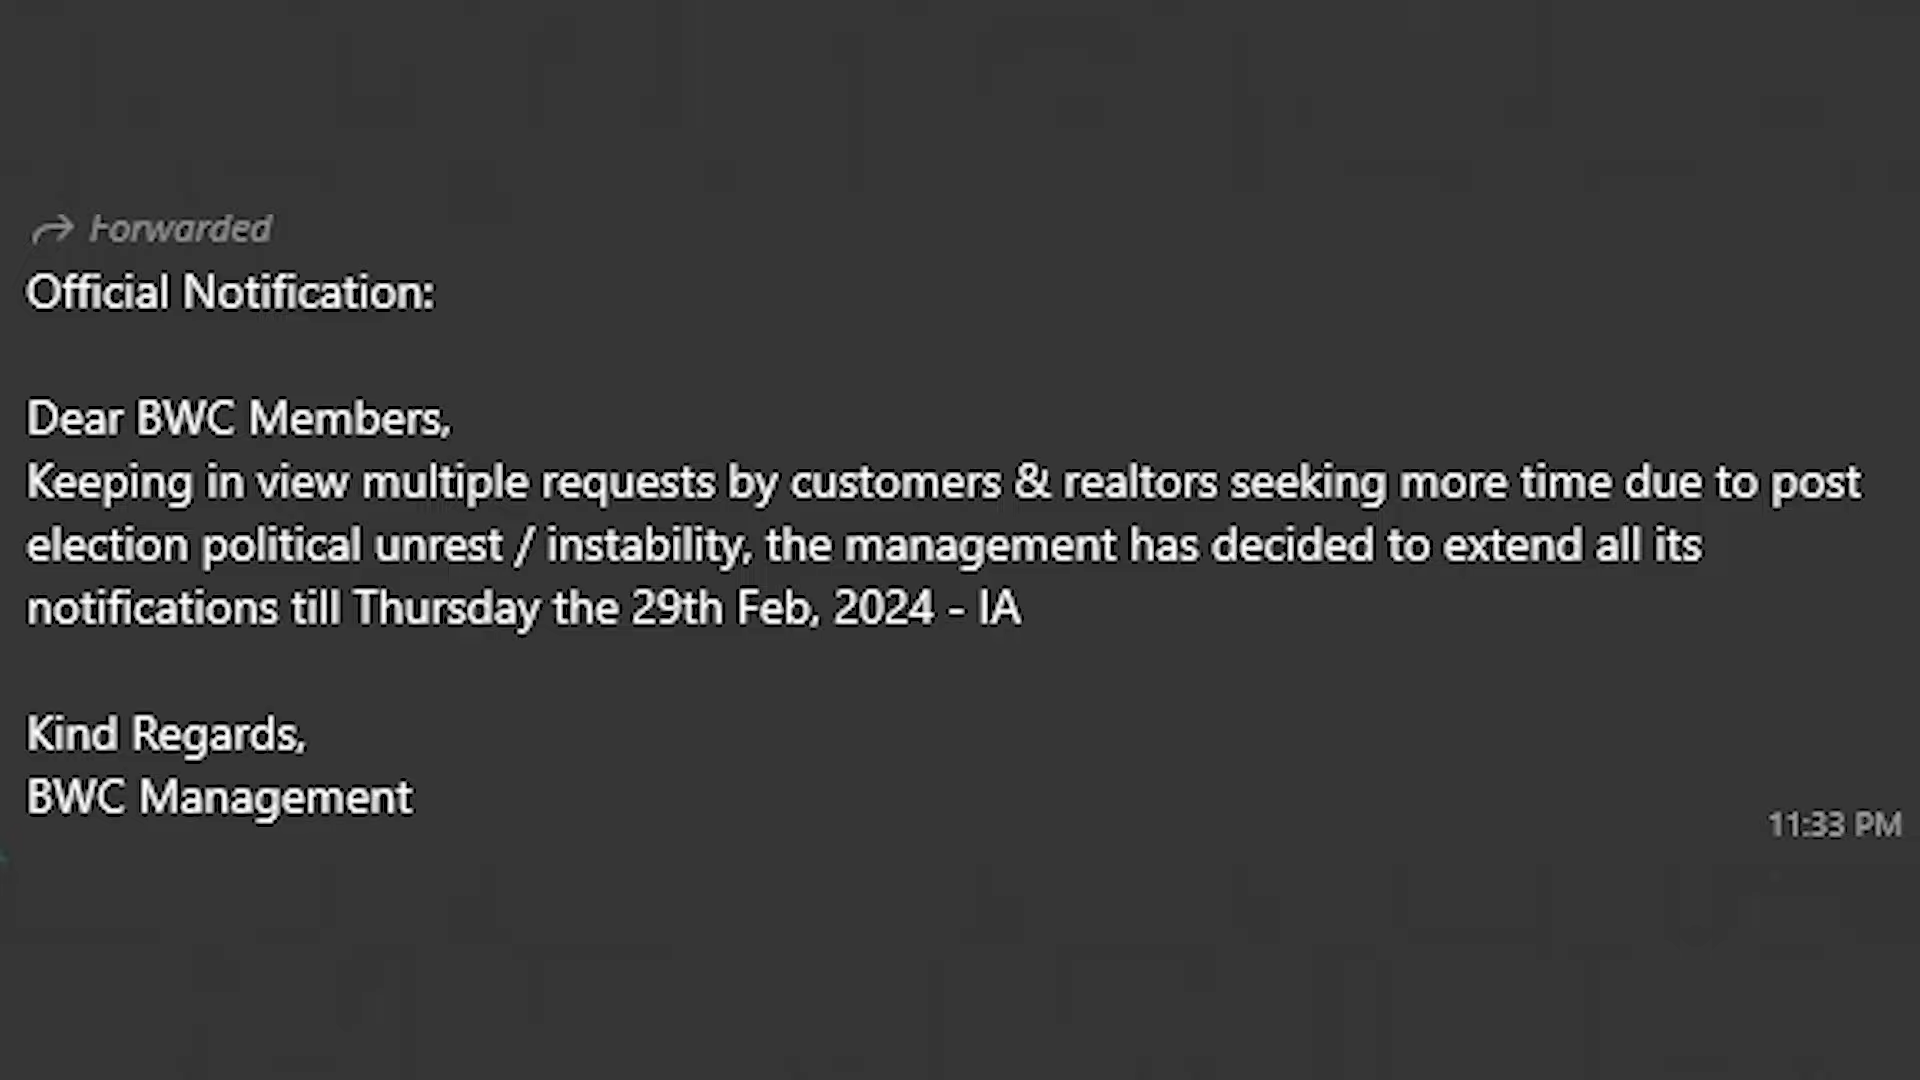 Forwarded
Official Notification:
Dear BWC Members,
Keeping in view multiple requests by customers & realtors seeking more time due to post
election political unrest / instability, the management has decided to extend all its
notifications till Thursday the 29th Feb, 2024 - IA
Kind Regards,
BWC Management
11:33 PM